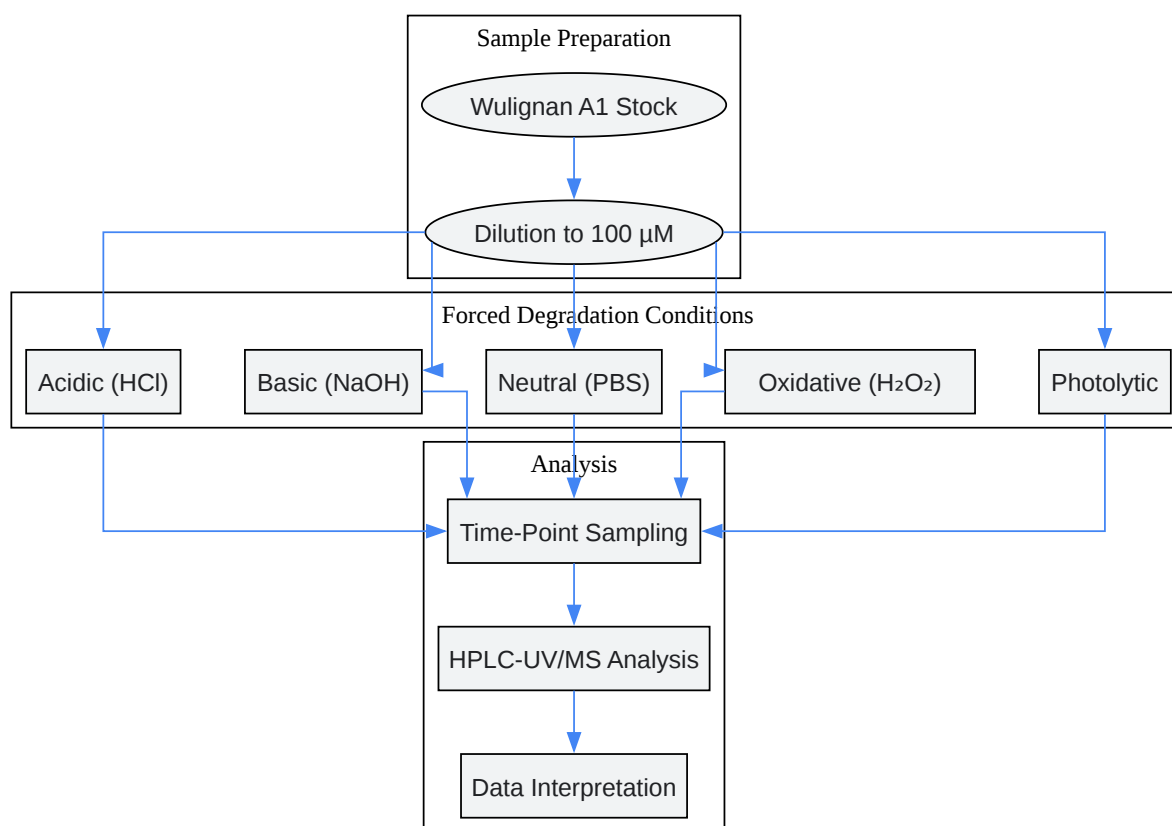 Sample Preparation
Wulignan A1 Stock
Dilution to 100 µM
Forced Degradation Conditions
Acidic (HCl)
Basic (NaOH)
Neutral (PBS)
Oxidative (H₂O₂)
Photolytic
Analysis
Time-Point Sampling
HPLC-UV/MS Analysis
Data Interpretation